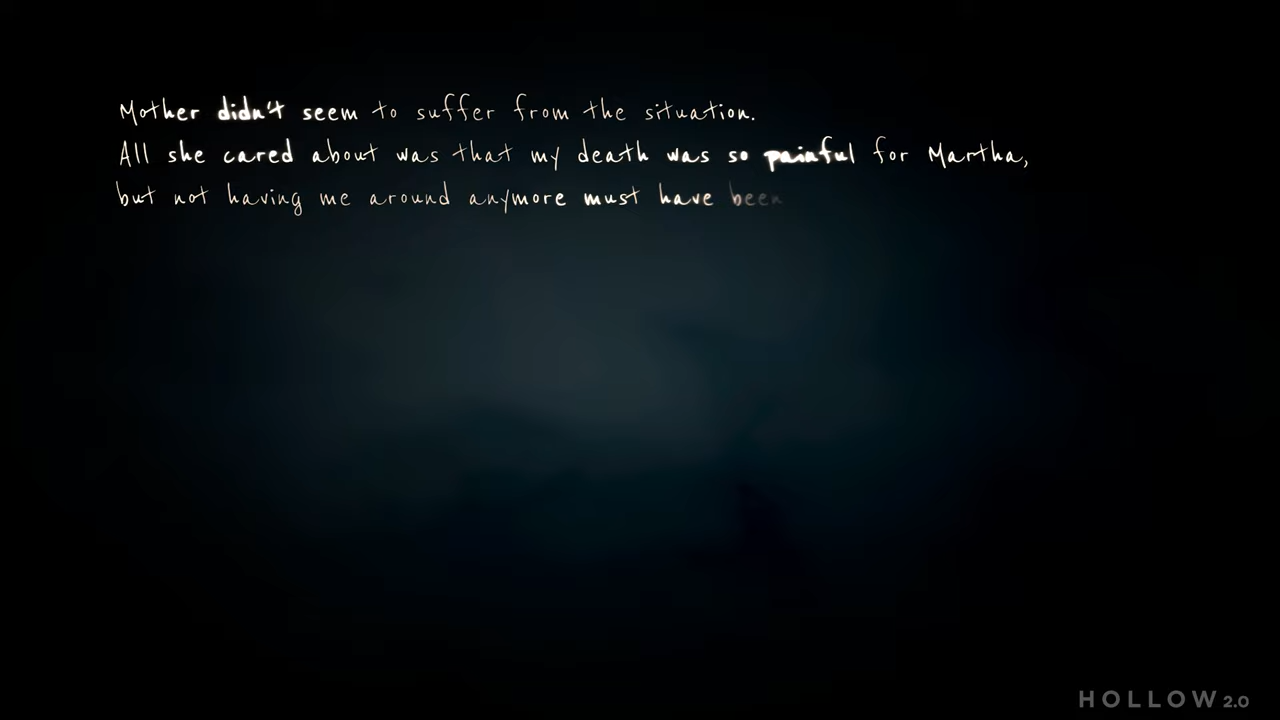 Mother didn't seem to suffer from the situation.
All she cared about was that my death was so painful for Martha,
but not having me around anymore must have been
HOLLOW 2.0